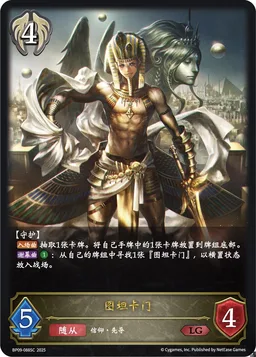 4
【守护】
入场曲 抽取1张卡牌。将自己手牌中的1张卡牌放置到牌组底部。
谢幕曲 ⑤：从自己的牌组中寻找1张『图坦卡门』，以横置状态
放入战场。
图坦卡门
5
随从
信仰·先导
LG
4
BP09-088SC 2025
© Cygames, Inc. Published by NetEase Games